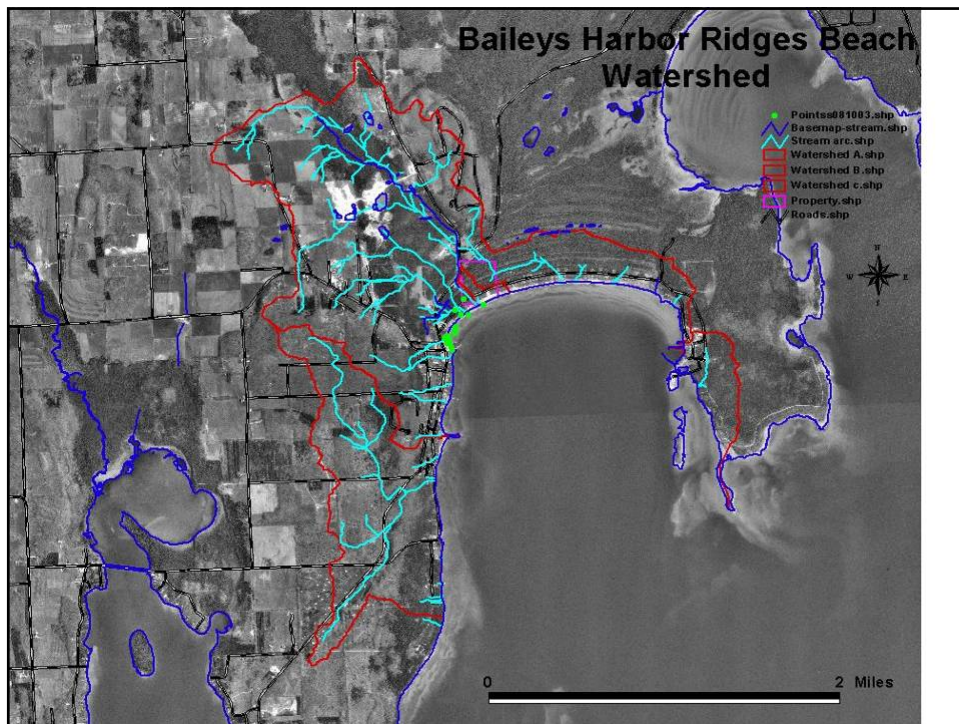 Baileys Harbor Ridges Beach
Watershed
Pointss081003.shp
Basemap-stream.shp
Stream arc.shp
Watershed A.shp
Watershed B.shp
Watershed c.shp
Property.shp
Roads.shp
N
W E
S
0 2 Miles